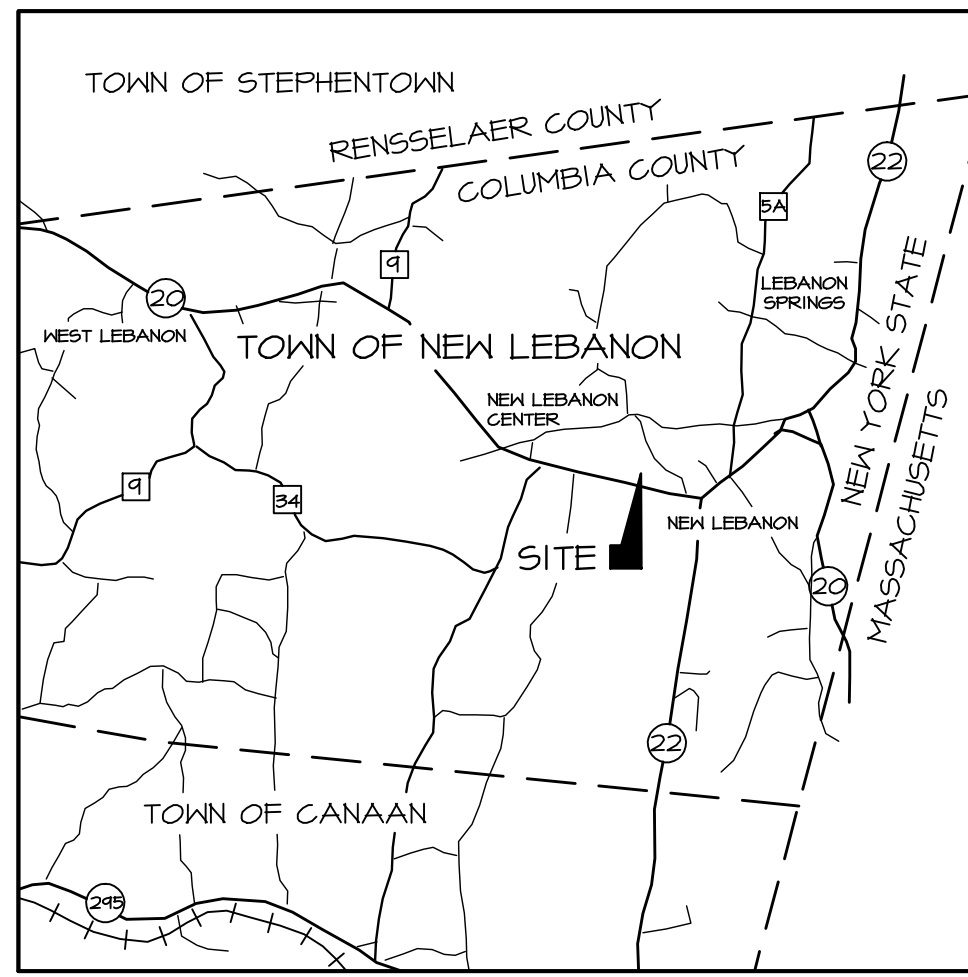 TOWN OF STEPHENTOWN
RENSSELAER COUNTY
COLUMBIA COUNTY
22
5A
9
20
LEBANON
SPRINGS
WEST LEBANON
TOWN OF NEW LEBANON
NEW YORK STATE
MASSACHUSETTS
NEW LEBANON
CENTER
9
34
NEW LEBANON
SITE
20
22
TOWN OF CANAAN
295